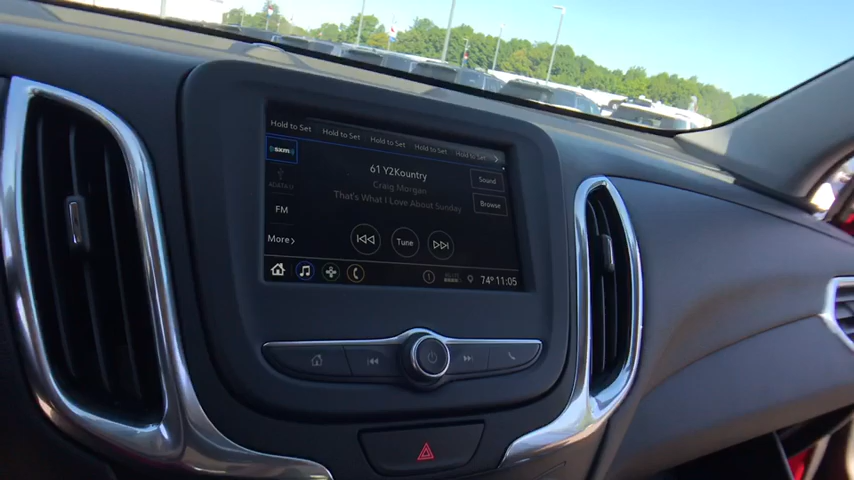 Hold to Set Hold to Set Hold to Set Hold to Set Hold to Set
sxm
61 Y2Kountry
Craig Morgan
Sound
That's What I Love About Sunday
Browse
FM
More
Tune
74° 11:05